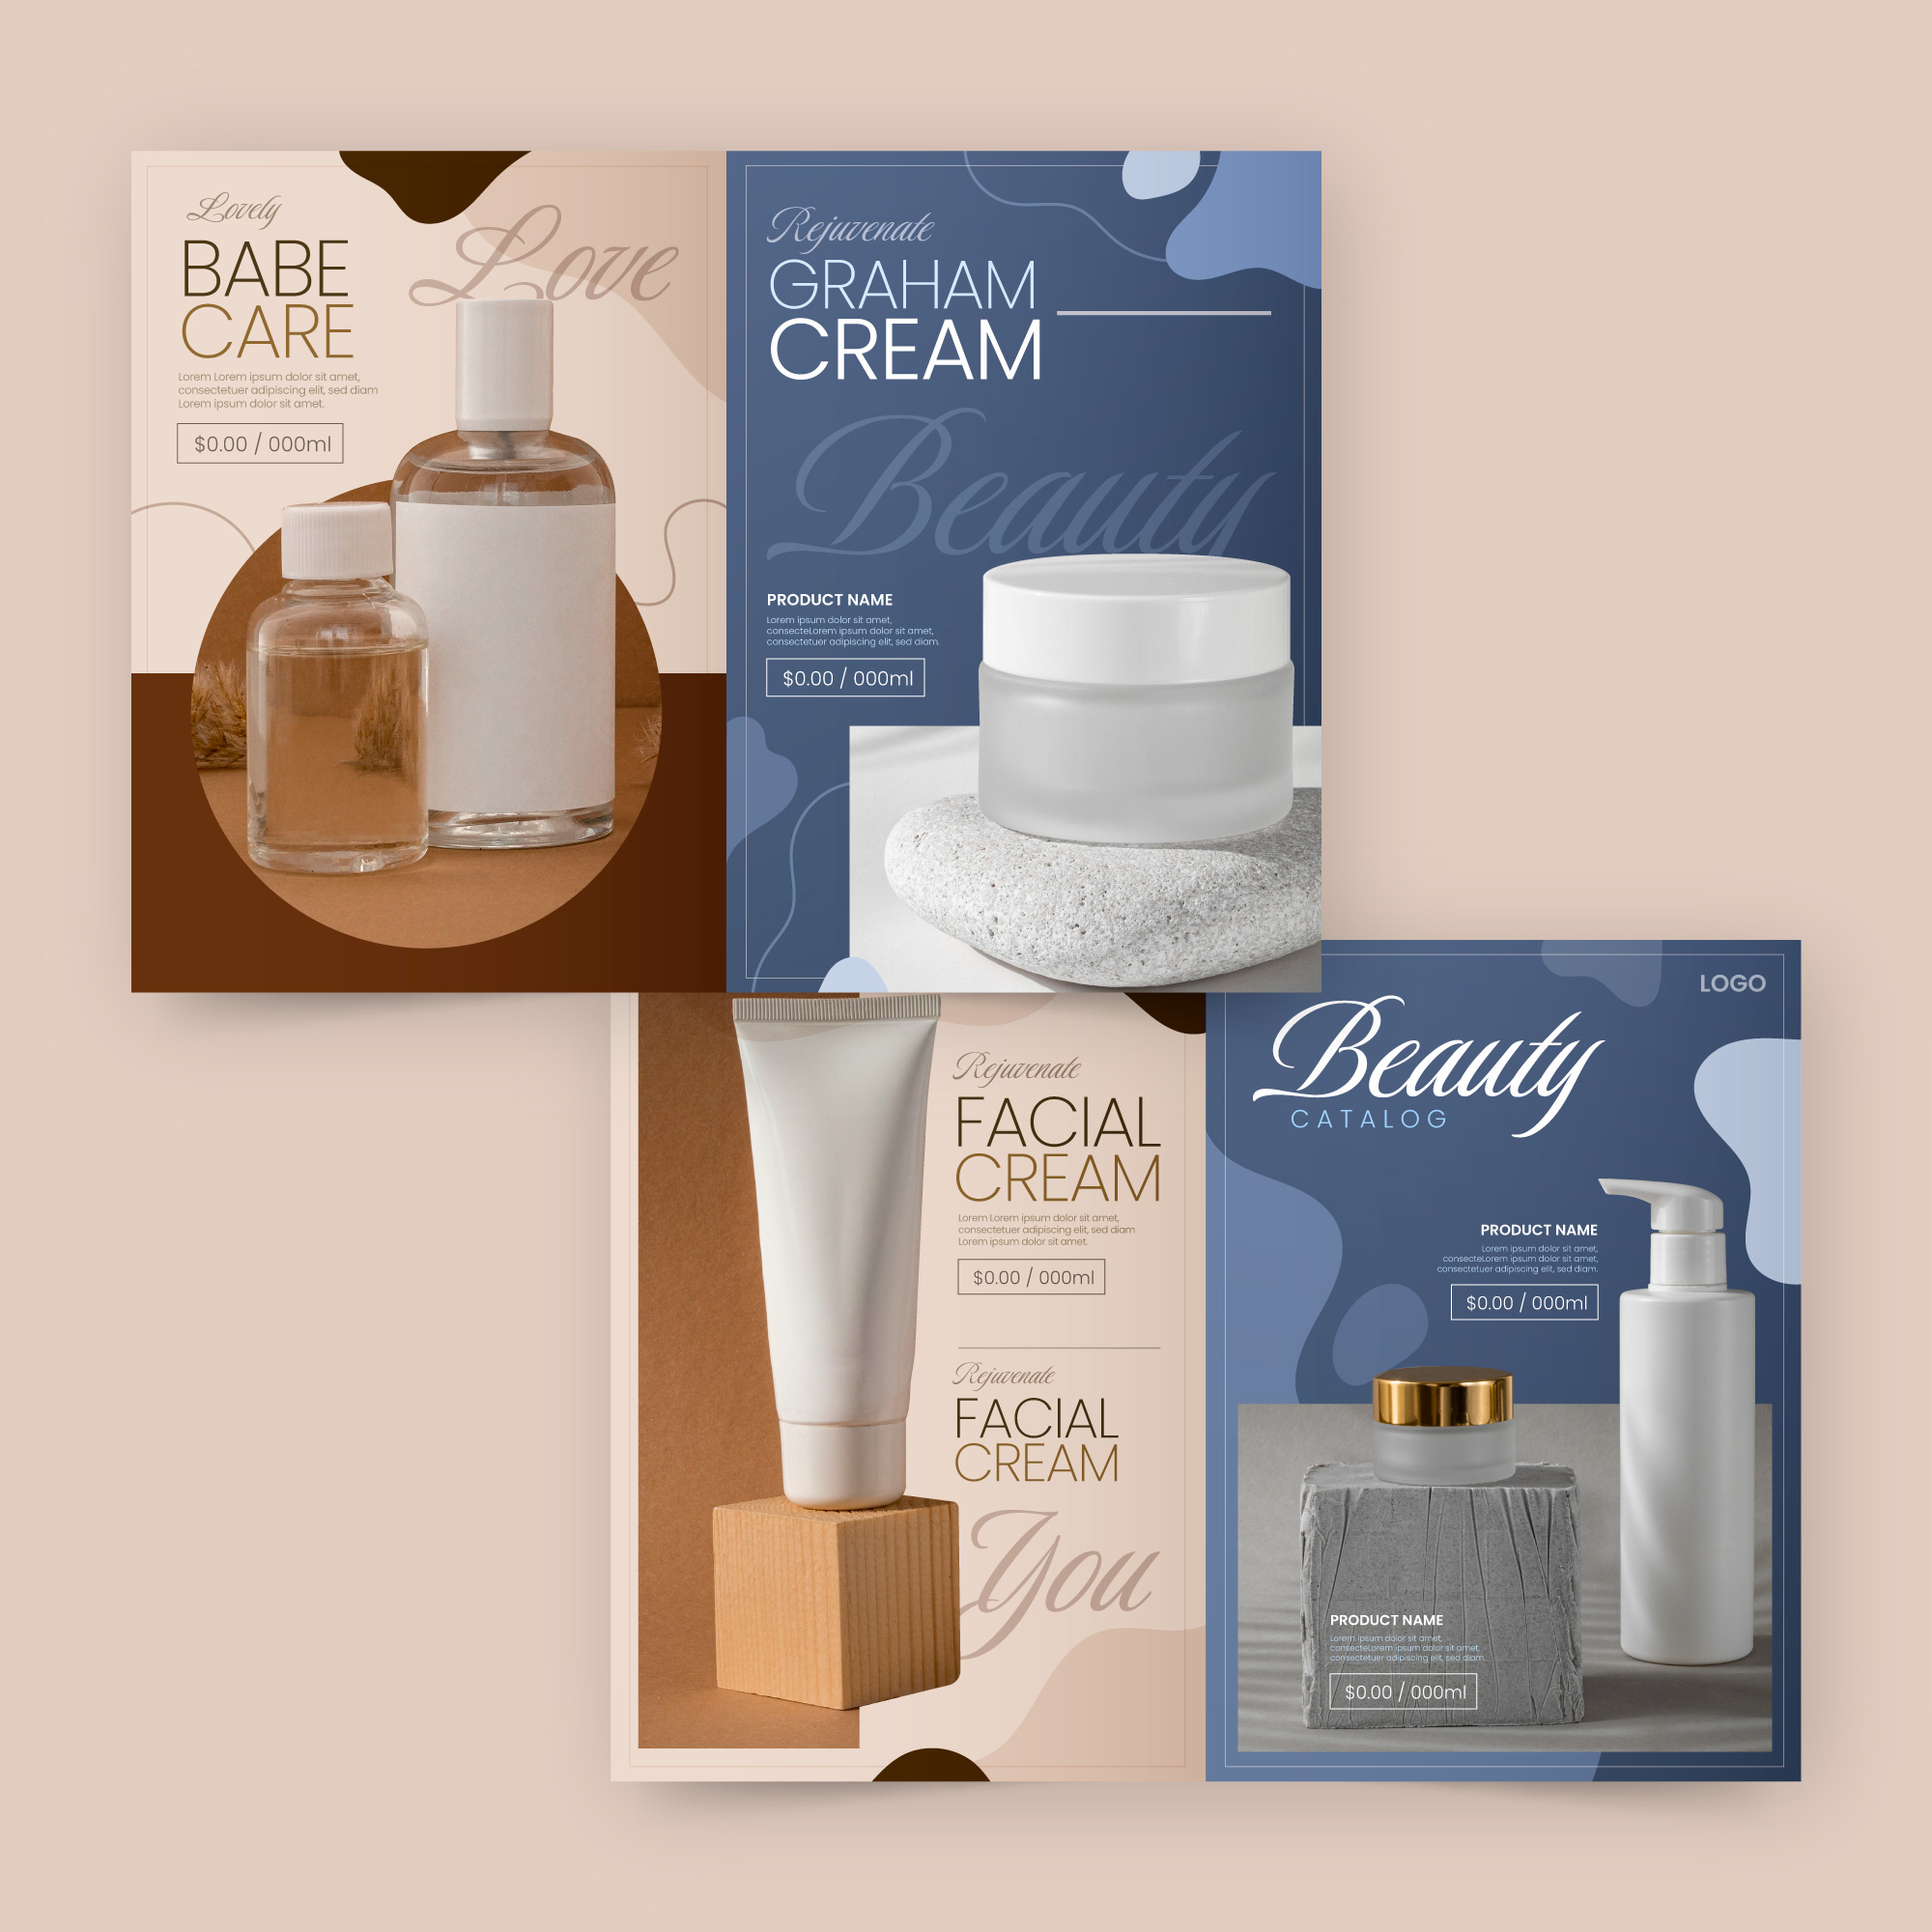 Lovely
BABE
CARE
Love
Lorem Lorem ipsum dolor sit amet,
consectetuer adipiscing elit, sed diam
Lorem ipsum dolor sit amet.
$0.00 / 000ml
Rejuvenate
GRAHAM
CREAM
Beauty
PRODUCT NAME
Lorem ipsum dolor sit amet,
consecteLorem ipsum dolor sit amet,
consectetuer adipiscing elit, sed diam.
$0.00 / 000ml
Rejuvenate
FACIAL
CREAM
Lorem Lorem ipsum dolor sit amet,
consectetuer adipiscing elit, sed diam
Lorem ipsum dolor sit amet.
$0.00 / 000ml
Rejuvenate
FACIAL
CREAM
You
LOGO
Beauty
CATALOG
PRODUCT NAME
Lorem ipsum dolor sit amet,
consecteLorem ipsum dolor sit amet,
consectetuer adipiscing elit, sed diam.
$0.00 / 000ml
PRODUCT NAME
Lorem ipsum dolor sit amet,
consecteLorem ipsum dolor sit amet,
consectetuer adipiscing elit, sed diam.
$0.00 / 000ml